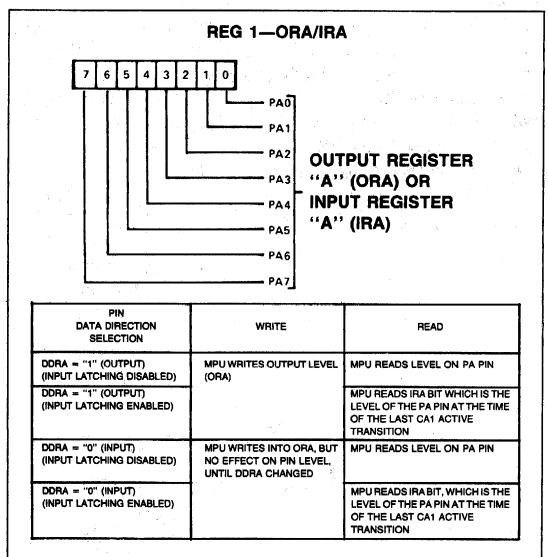 REG 1—ORA/IRA
7 6 5 4 3 2 1 0
PA0
PA1
PA2
PA3
PA4
PA5
PA6
PA7
OUTPUT REGISTER
"A" (ORA) OR
INPUT REGISTER
"A" (IRA)
PIN
DATA DIRECTION
SELECTION
WRITE
READ
DDRA = "1" (OUTPUT)
(INPUT LATCHING DISABLED)
MPU WRITES OUTPUT LEVEL
(ORA)
MPU READS LEVEL ON PA PIN
DDRA = "1" (OUTPUT)
(INPUT LATCHING ENABLED)
MPU READS IRA BIT WHICH IS THE
LEVEL OF THE PA PIN AT THE TIME
OF THE LAST CA1 ACTIVE
TRANSITION
DDRA = "0" (INPUT)
(INPUT LATCHING DISABLED)
MPU WRITES INTO ORA, BUT
NO EFFECT ON PIN LEVEL,
UNTIL DDRA CHANGED
MPU READS LEVEL ON PA PIN
DDRA = "0" (INPUT)
(INPUT LATCHING ENABLED)
MPU READS IRA BIT, WHICH IS THE
LEVEL OF THE PA PIN AT THE TIME
OF THE LAST CA1 ACTIVE
TRANSITION